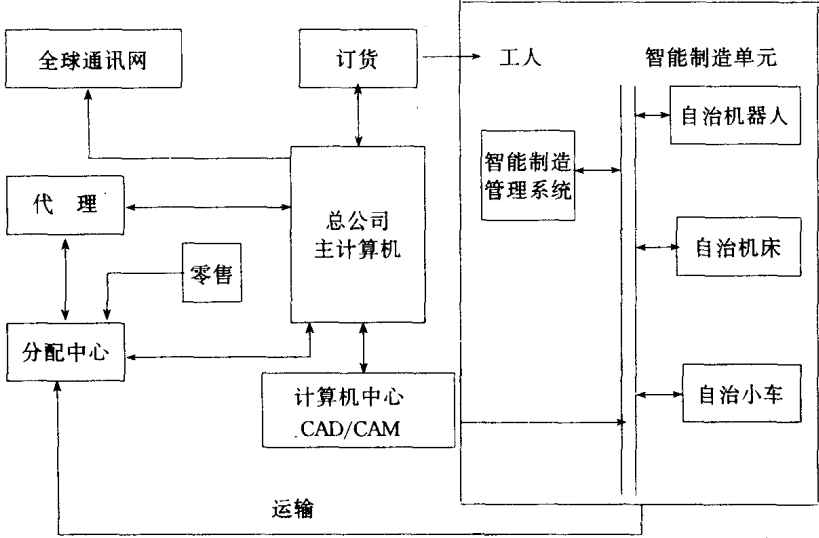 全球通讯网
订货
工人
智能制造单元
自治机器人
智能制造
管理系统
代 理
总公司
主计算机
自治机床
零售
分配中心
计算机中心
CAD/CAM
自治小车
运输